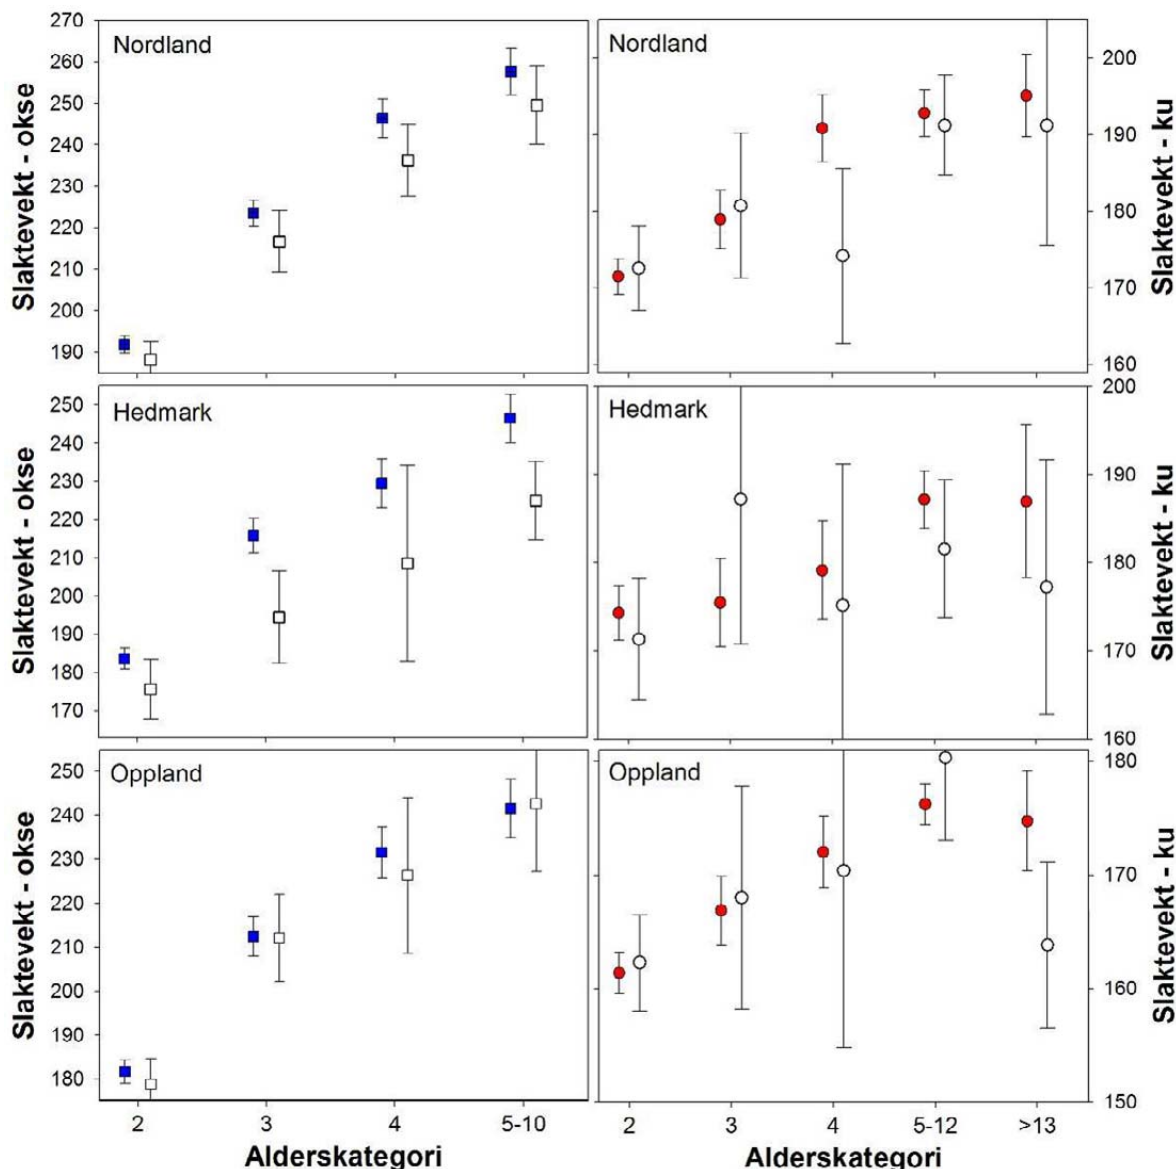 Nordland
Slaktevekt - okse
270
260
250
240
230
220
210
200
190
Nordland
Slaktevekt - ku
200
190
180
170
160
Hedmark
Slaktevekt - okse
250
240
230
220
210
200
190
180
170
Hedmark
Slaktevekt - ku
200
190
180
170
160
Oppland
Slaktevekt - okse
250
240
230
220
210
200
190
180
2 3 4 5-10
Alderskategori
Oppland
Slaktevekt - ku
180
170
160
150
2 3 4 5-12 >13
Alderskategori